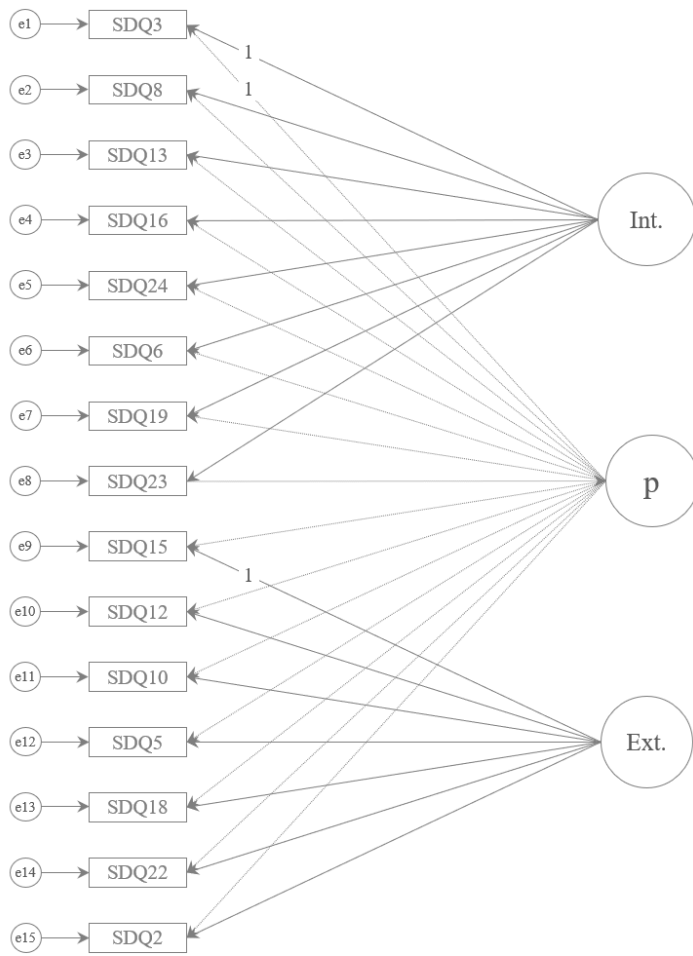 e1 SDQ3
1
e2 SDQ8 1
e3 SDQ13
e4 SDQ16 Int.
e5 SDQ24
e6 SDQ6
e7 SDQ19
e8 SDQ23 p
e9 SDQ15
1
e10 SDQ12
e11 SDQ10
e12 SDQ5 Ext.
e13 SDQ18
e14 SDQ22
e15 SDQ2